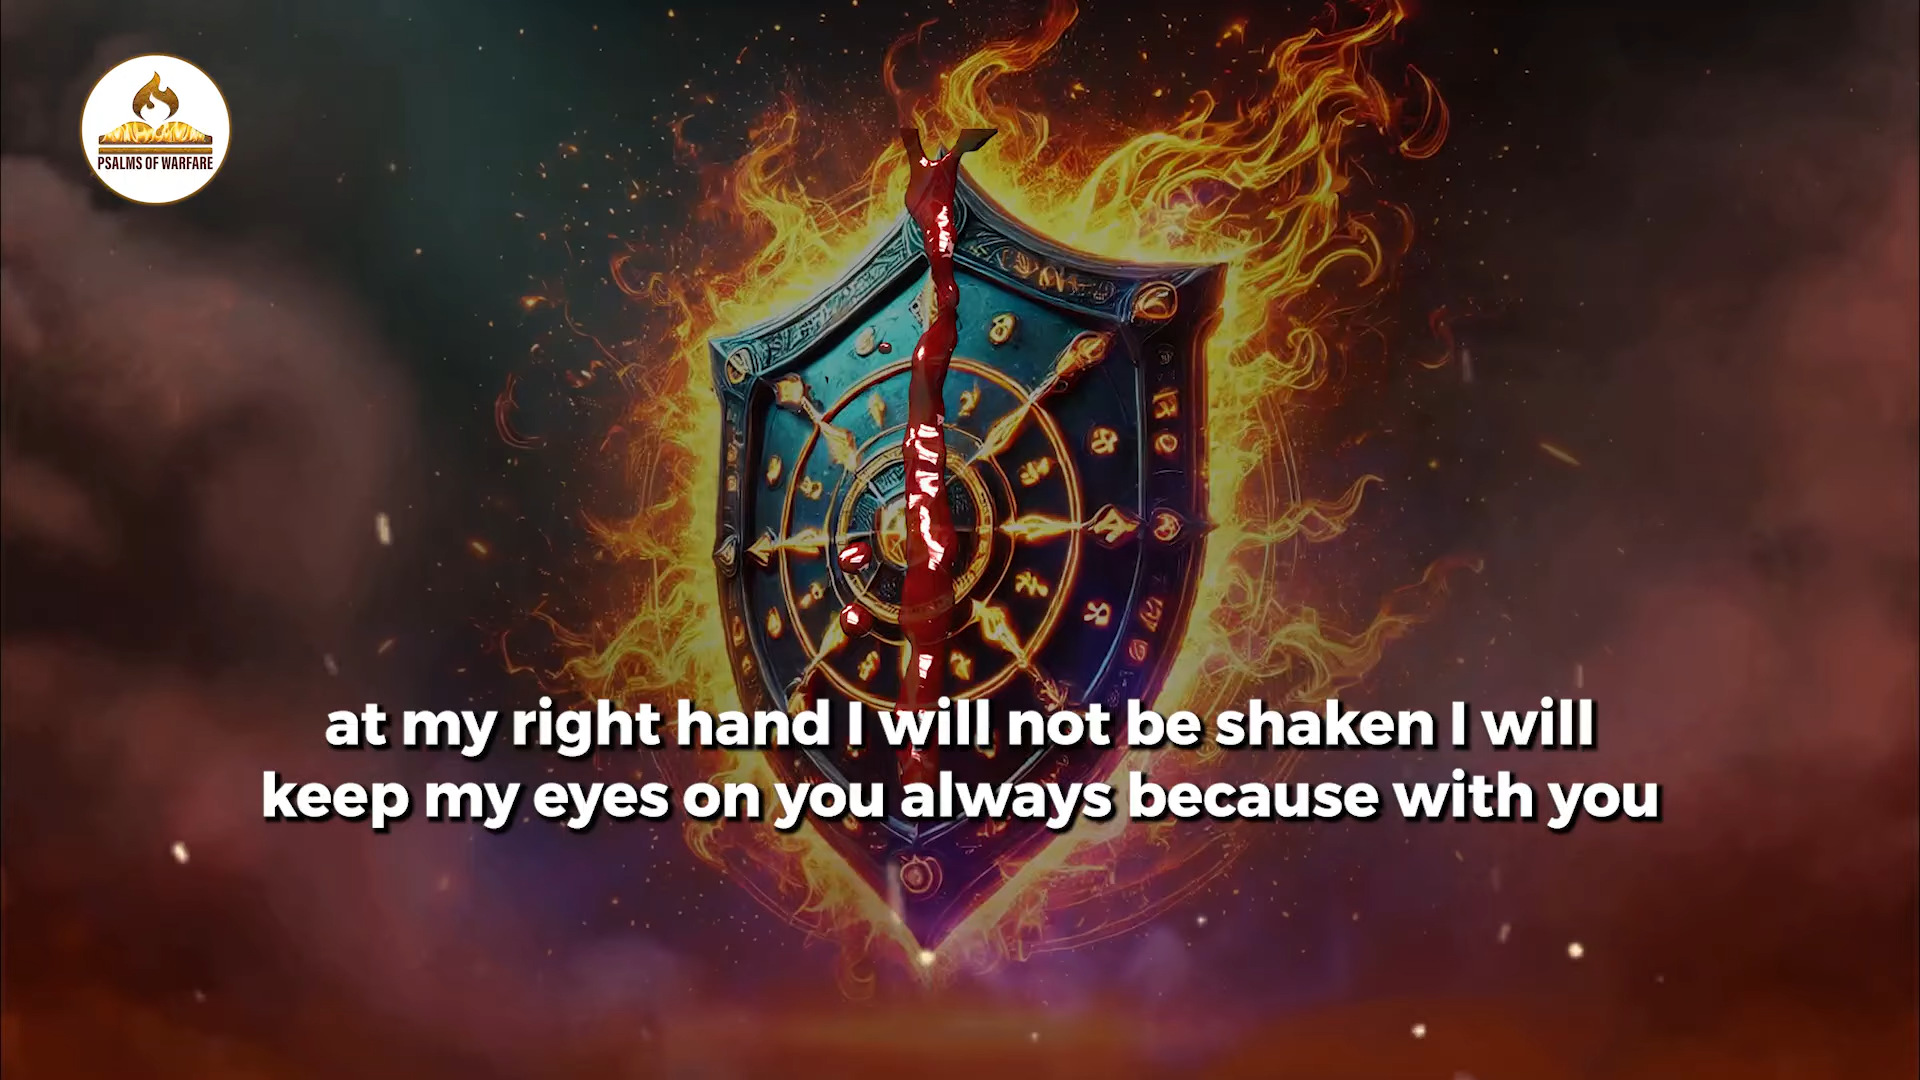 PSALMS OF WARFARE
at my right hand I will not be shaken I will
keep my eyes on you always because with you